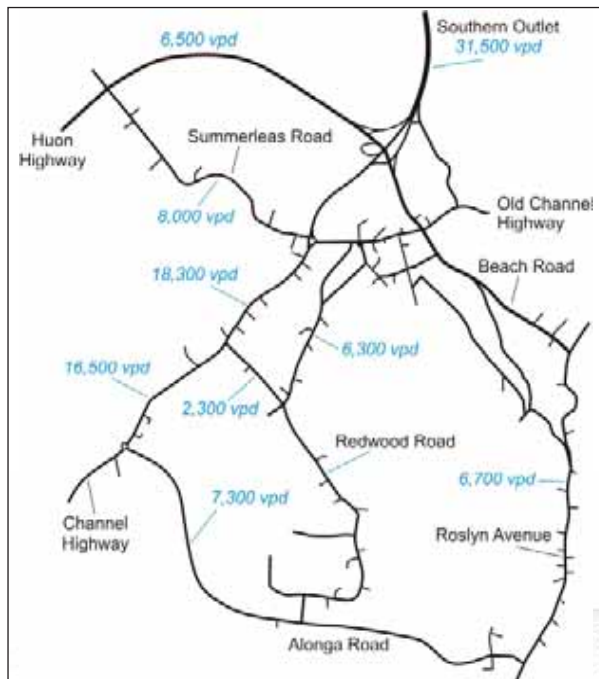 Southern Outlet
31,500 vpd
6,500 vpd
Huon
Highway
Summerleas Road
8,000 vpd
Old Channel
Highway
Beach Road
18,300 vpd
6,300 vpd
16,500 vpd
2,300 vpd
Redwood Road
6,700 vpd
7,300 vpd
Channel
Highway
Roslyn Avenue
Alonga Road